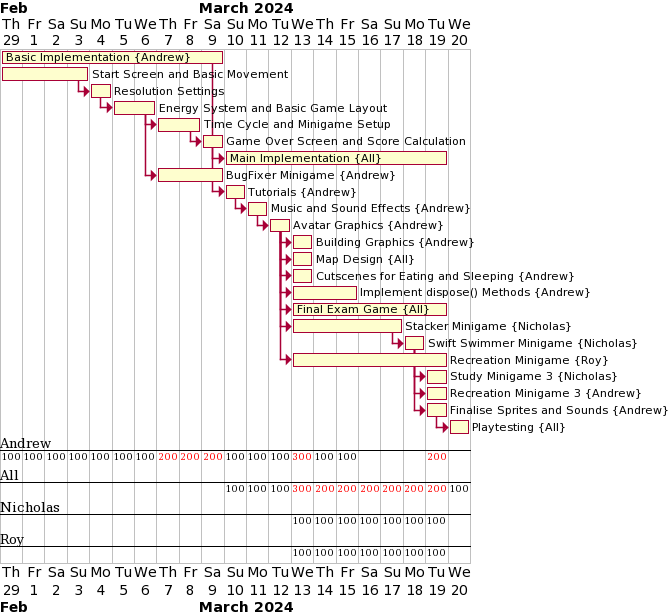 Feb March 2024
Th Fr Sa Su Mo Tu We Th Fr Sa Su Mo Tu We Th Fr Sa Su Mo Tu We
29 1 2 3 4 5 6 7 8 9 10 11 12 13 14 15 16 17 18 19 20
Basic Implementation {Andrew}
Start Screen and Basic Movement
Resolution Settings
Energy System and Basic Game Layout
Time Cycle and Minigame Setup
Game Over Screen and Score Calculation
Main Implementation {All}
BugFixer Minigame {Andrew}
Tutorials {Andrew}
Music and Sound Effects {Andrew}
Avatar Graphics {Andrew}
Building Graphics {Andrew}
Map Design {All}
Cutscenes for Eating and Sleeping {Andrew}
Implement dispose() Methods {Andrew}
Final Exam Game {All}
Stacker Minigame {Nicholas}
Swift Swimmer Minigame {Nicholas}
Recreation Minigame {Roy}
Study Minigame 3 {Nicholas}
Recreation Minigame 3 {Andrew}
Finalise Sprites and Sounds {Andrew}
Playtesting {All}
Andrew
100 100 100 100 100 100 100 200 200 200 100 100 100 300 100 100 200
All
100 100 100 300 200 200 200 200 200 200 100
Nicholas
100 100 100 100 100 100 100
Roy
100 100 100 100 100 100 100
Th Fr Sa Su Mo Tu We Th Fr Sa Su Mo Tu We Th Fr Sa Su Mo Tu We
29 1 2 3 4 5 6 7 8 9 10 11 12 13 14 15 16 17 18 19 20
Feb March 2024